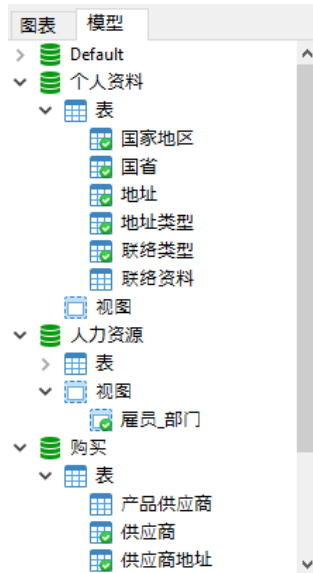 图表 模型
Default
个人资料
表
国家地区
国省
地址
地址类型
联络类型
联络资料
视图
人力资源
表
视图
雇员_部门
购买
表
产品供应商
供应商
供应商地址